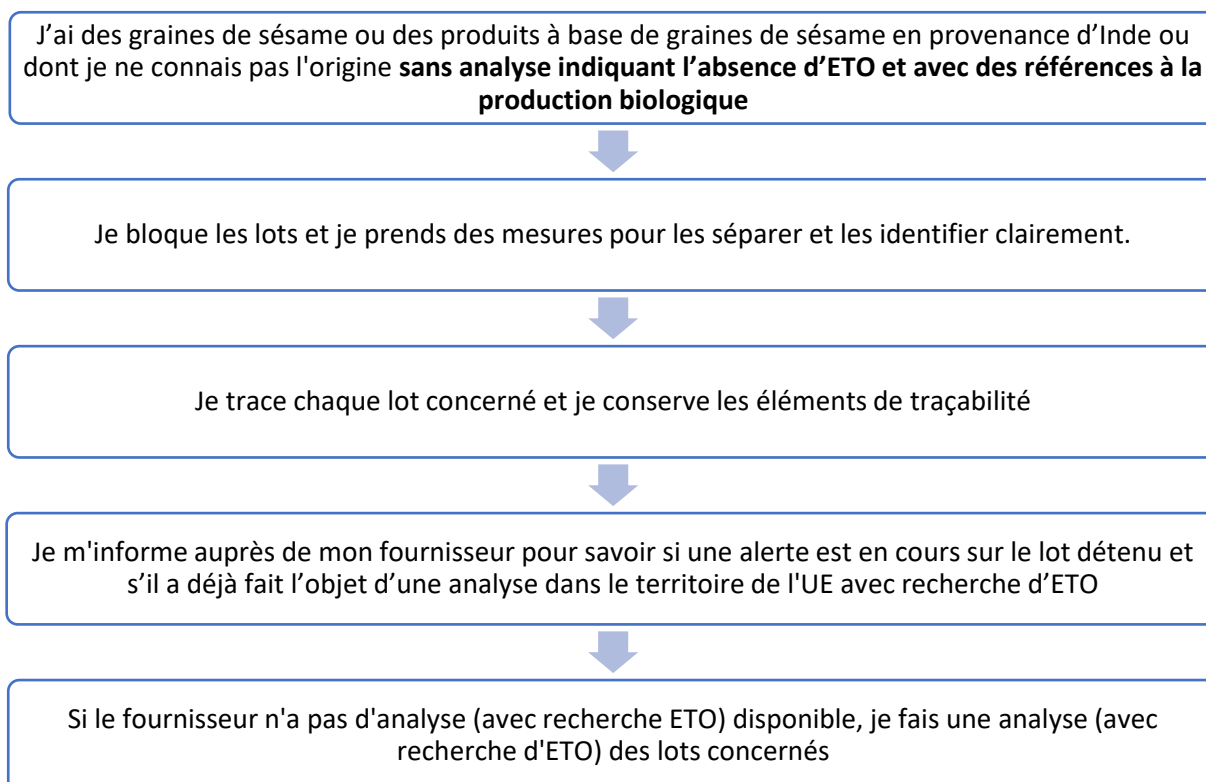 J’ai des graines de sésame ou des produits à base de graines de sésame en provenance d’Inde ou
dont je ne connais pas l'origine sans analyse indiquant l’absence d’ETO et avec des références à la
production biologique
Je bloque les lots et je prends des mesures pour les séparer et les identifier clairement.
Je trace chaque lot concerné et je conserve les éléments de traçabilité
Je m'informe auprès de mon fournisseur pour savoir si une alerte est en cours sur le lot détenu et
s’il a déjà fait l’objet d’une analyse dans le territoire de l'UE avec recherche d’ETO
Si le fournisseur n'a pas d'analyse (avec recherche ETO) disponible, je fais une analyse (avec
recherche d'ETO) des lots concernés